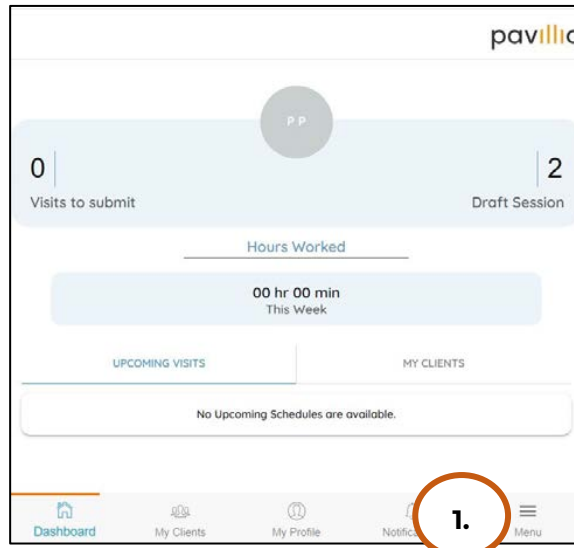 pavillio
P P
0
2
Visits to submit
Draft Session
Hours Worked
00 hr 00 min
This Week
UPCOMING VISITS
MY CLIENTS
No Upcoming Schedules are available.
1.
Dashboard
My Clients
My Profile
Menu